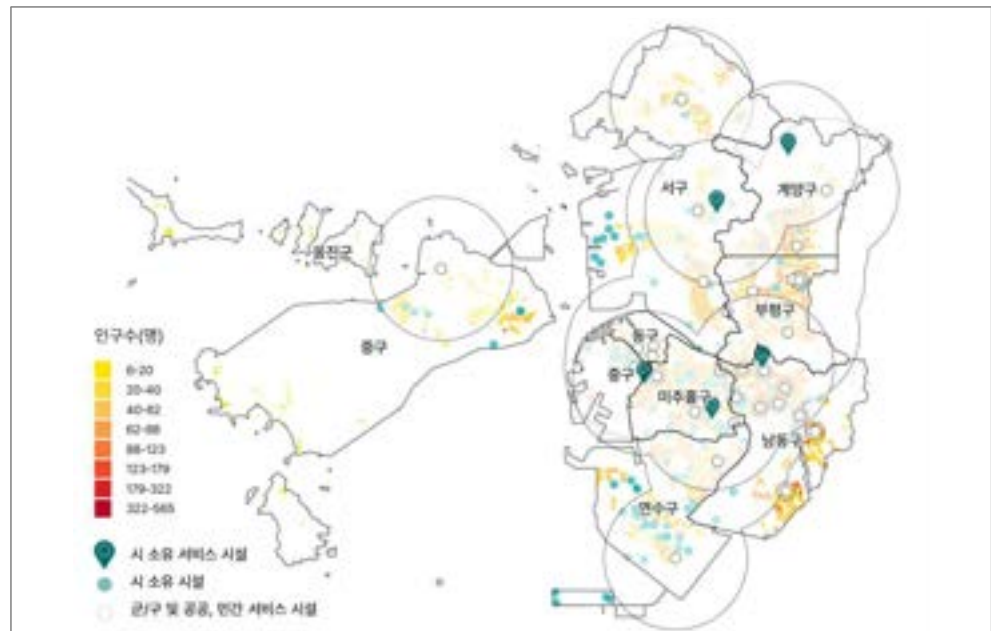 서구
계양구
옹진군
부평구
인구수(명)
중구
동구
중구
6-20
20-40
미추홀구
40-62
62-88
남동구
88-123
123-179
179-322
연수구
322-565
시 소유 서비스 시설
시 소유 시설
군/구 및 공공, 민간 서비스 시설